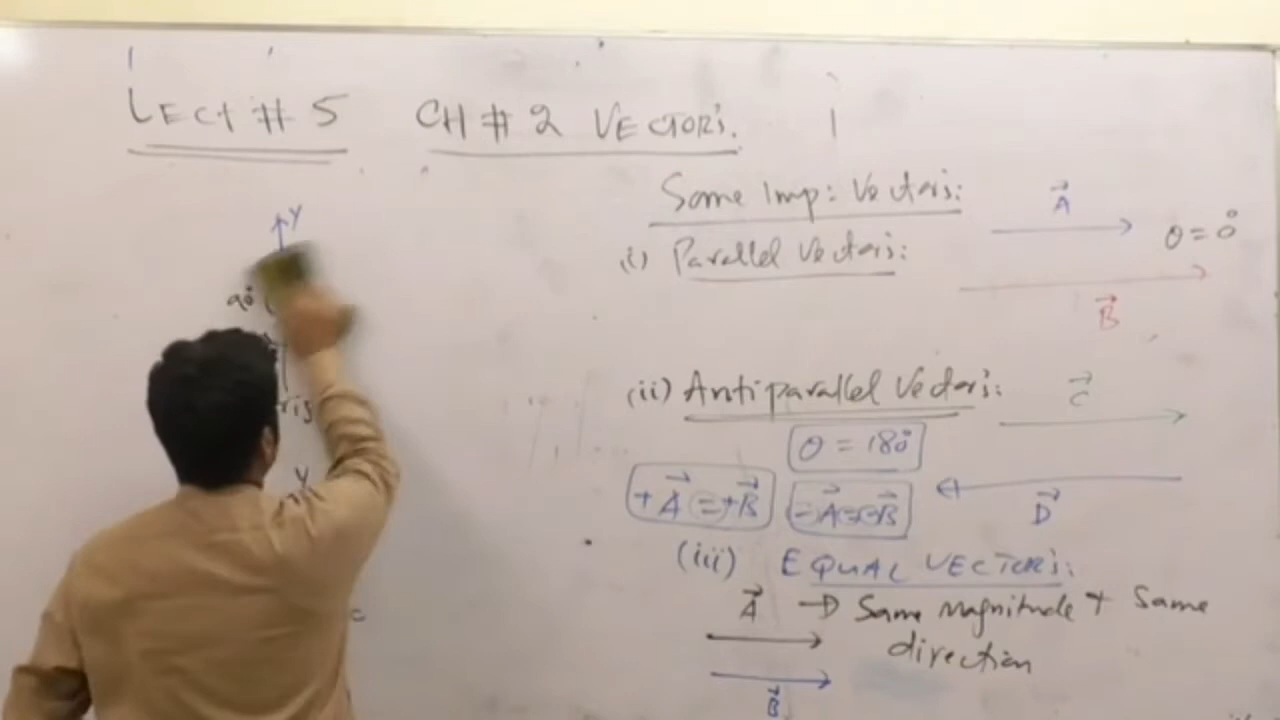 LECT # 5 CH # 2 VECTORS.
Y
90°
Some Imp: Vectors:
(i) Parallel Vectors:
A
θ = 0°
B
(ii) Antiparallel Vectors:
C
θ = 180°
+A = +B
-A = -B
D
(iii) EQUAL VECTORS:
A → Same Magnitude + Same
direction
B